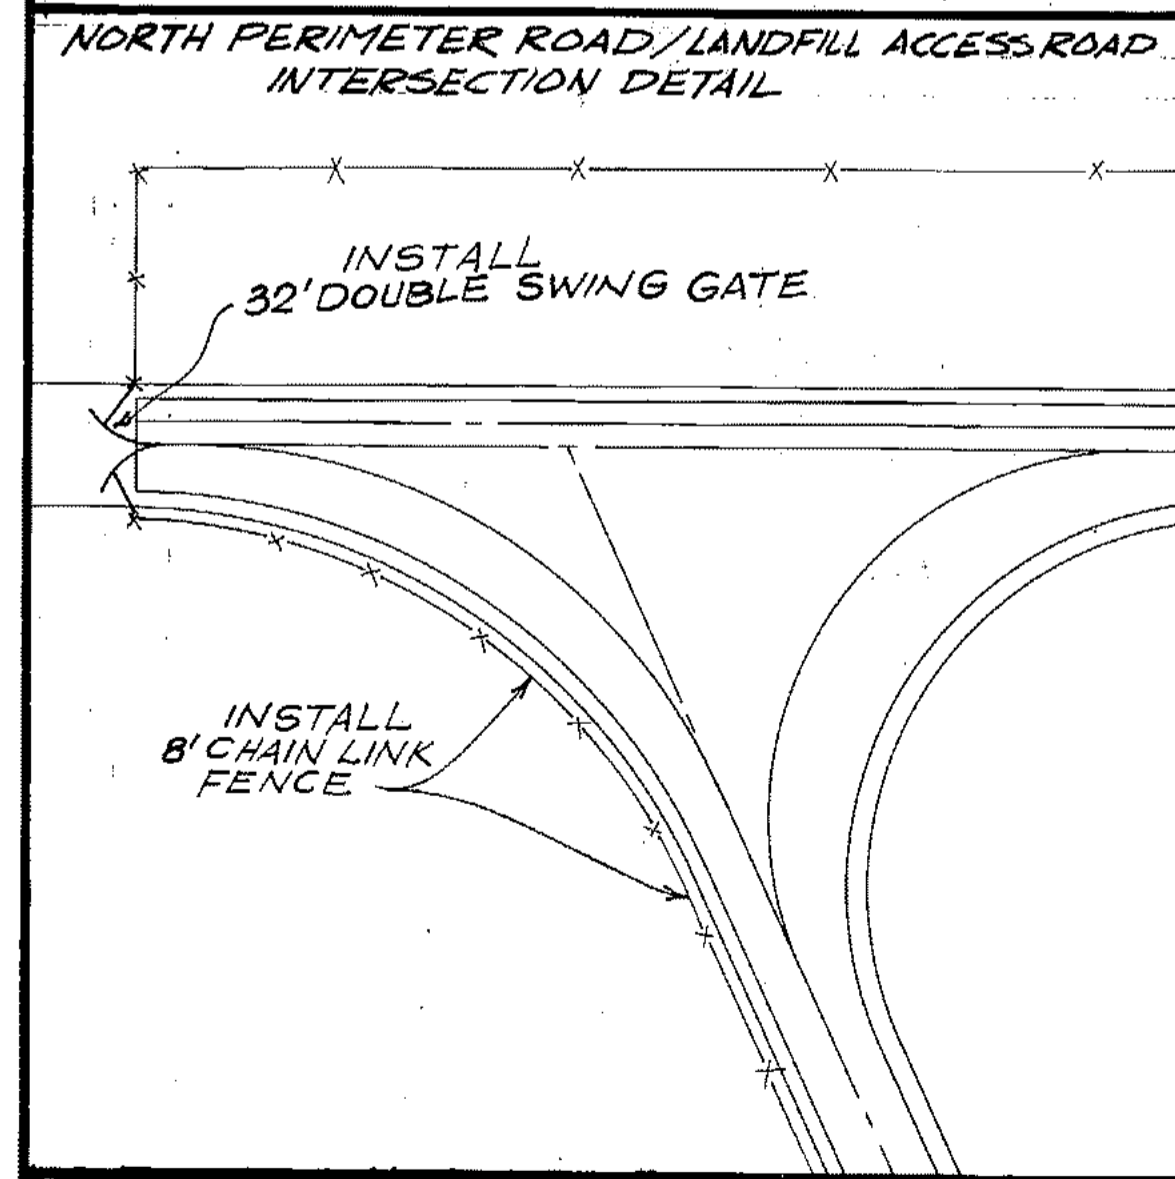 NORTH PERIMETER ROAD/LANDFILL ACCESS ROAD
INTERSECTION DETAIL
INSTALL
32' DOUBLE SWING GATE
INSTALL
8' CHAIN LINK
FENCE